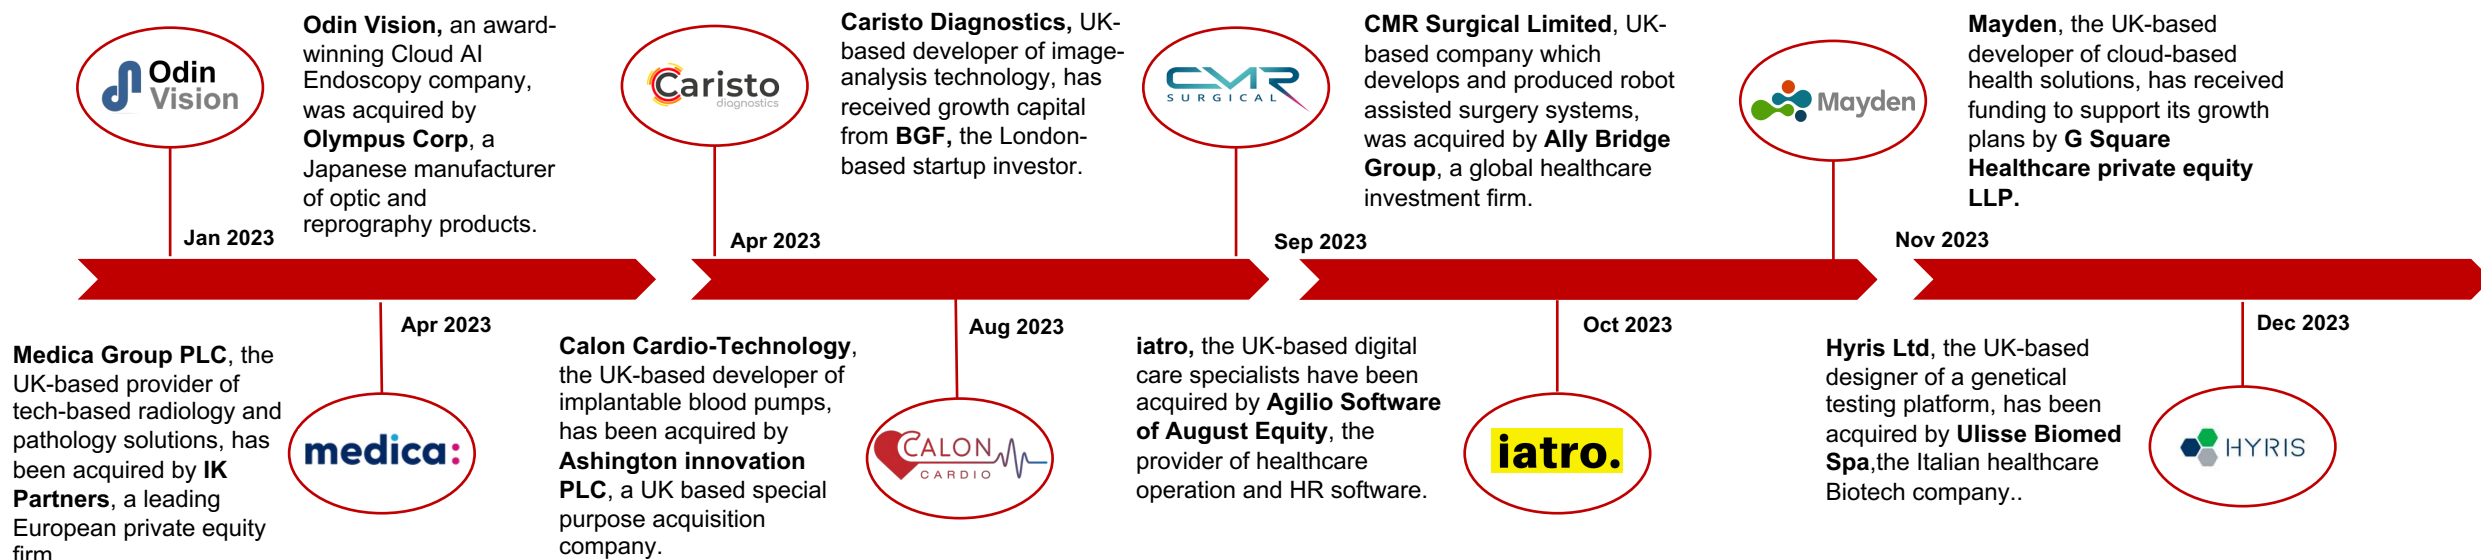 Odin
Vision
Odin Vision, an award-
winning Cloud AI
Endoscopy company,
was acquired by
Olympus Corp, a
Japanese manufacturer
of optic and
reprography products.
Jan 2023
Caristo
diagnostics
Caristo Diagnostics, UK-
based developer of image-
analysis technology, has
received growth capital
from BGF, the London-
based startup investor.
Apr 2023
CMR
SURGICAL
CMR Surgical Limited, UK-
based company which
develops and produced robot
assisted surgery systems,
was acquired by Ally Bridge
Group, a global healthcare
investment firm.
Sep 2023
Mayden
Mayden, the UK-based
developer of cloud-based
health solutions, has received
funding to support its growth
plans by G Square
Healthcare private equity
LLP.
Nov 2023
Medica Group PLC, the
UK-based provider of
tech-based radiology and
pathology solutions, has
been acquired by IK
Partners, a leading
European private equity
firm
Apr 2023
medica:
Calon Cardio-Technology,
the UK-based developer of
implantable blood pumps,
has been acquired by
Ashington innovation
PLC, a UK based special
purpose acquisition
company.
Aug 2023
CALON
CARDIO
iatro, the UK-based digital
care specialists have been
acquired by Agilio Software
of August Equity, the
provider of healthcare
operation and HR software.
Oct 2023
iatro.
Hyris Ltd, the UK-based
designer of a genetical
testing platform, has been
acquired by Ulisse Biomed
Spa,the Italian healthcare
Biotech company..
Dec 2023
HYRIS